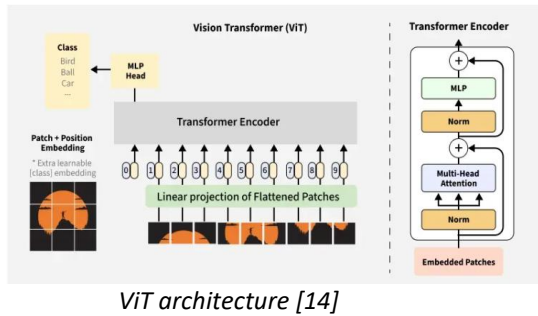 Vision Transformer (ViT)
Class
Bird
Ball
Car
—
MLP
Head
Transformer Encoder
Patch + Position
Embedding
* Extra learnable
[class] embedding
0 1 2 3 4 5 6 7 8 9
Linear projection of Flattened Patches
Transformer Encoder
+
MLP
Norm
+
Multi-Head
Attention
Norm
Embedded Patches
ViT architecture [14]